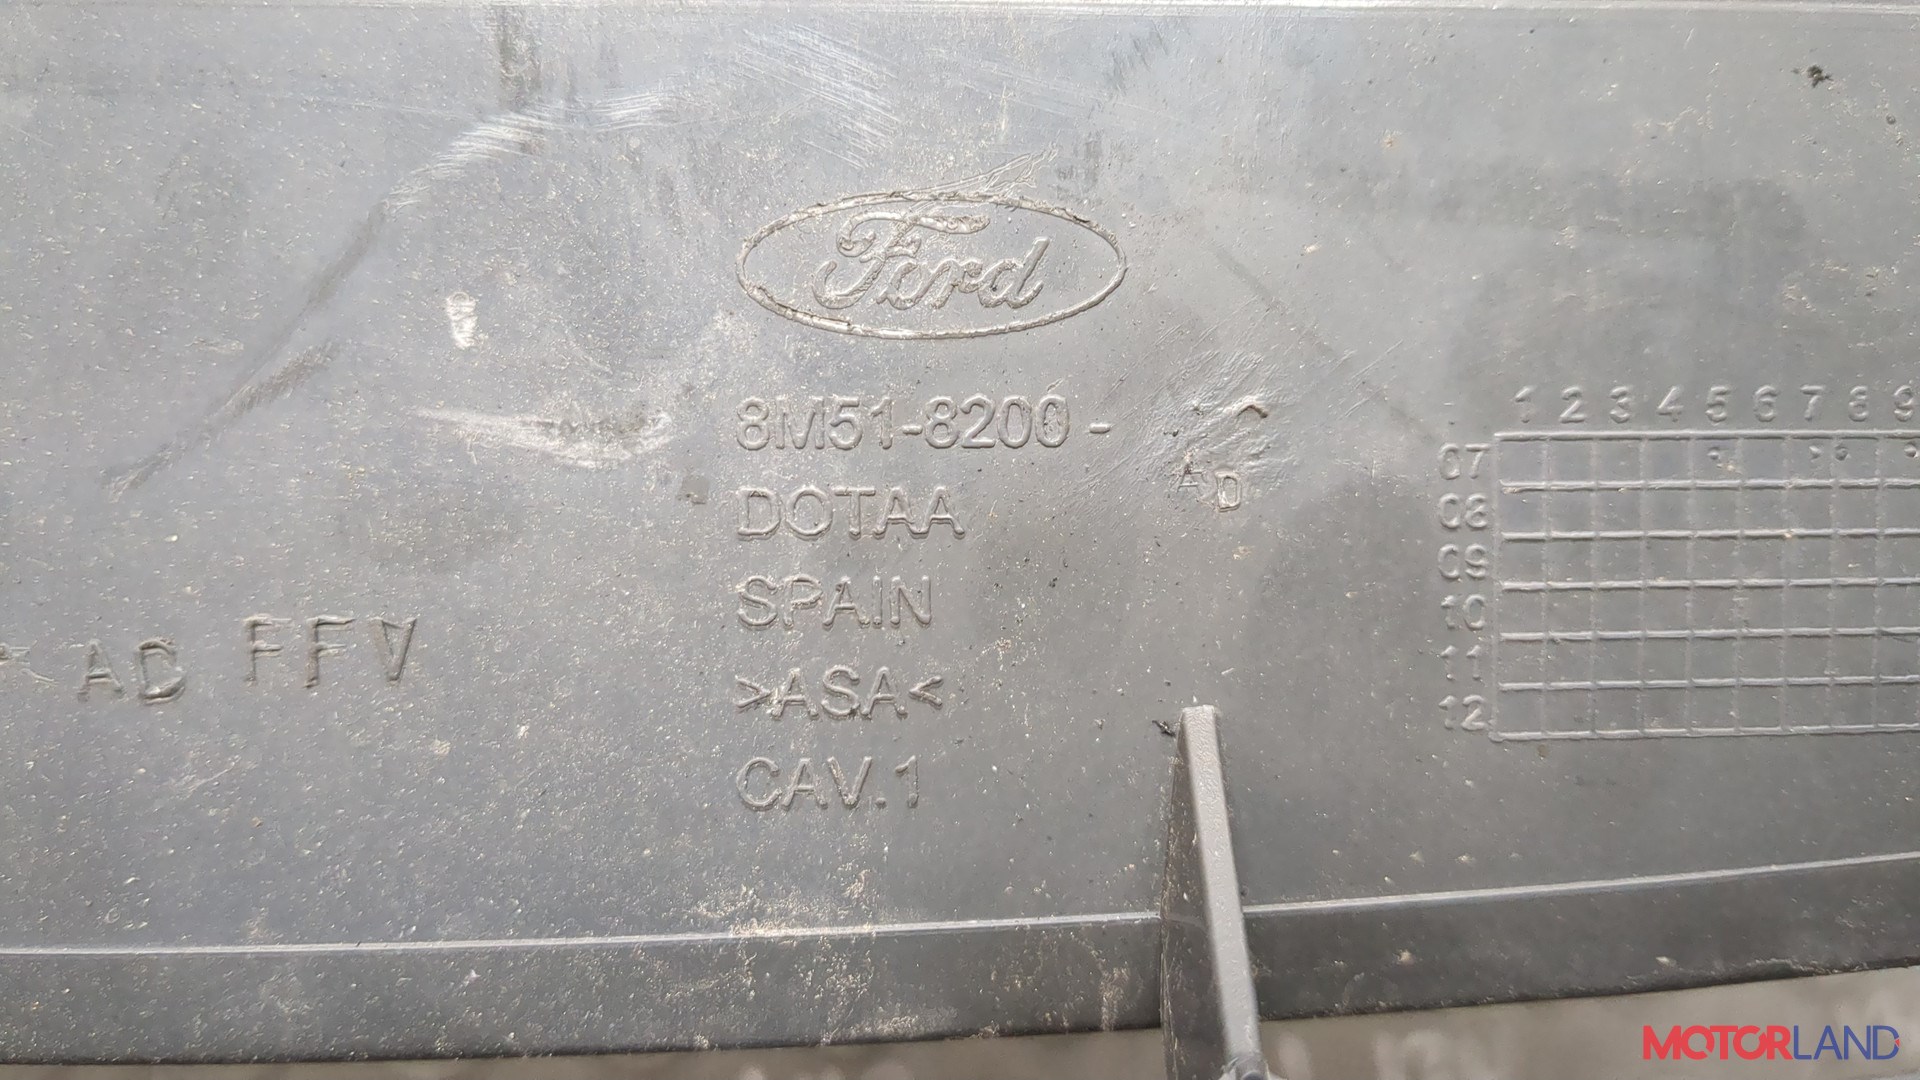 Ford
8M51-8200-
A D
DOTAA
SPAIN
>ASA<
CAV.1
AD FFV
1 2 3 4 5 6 7 8 9
07
08
09
10
11
12
MOTORLAND